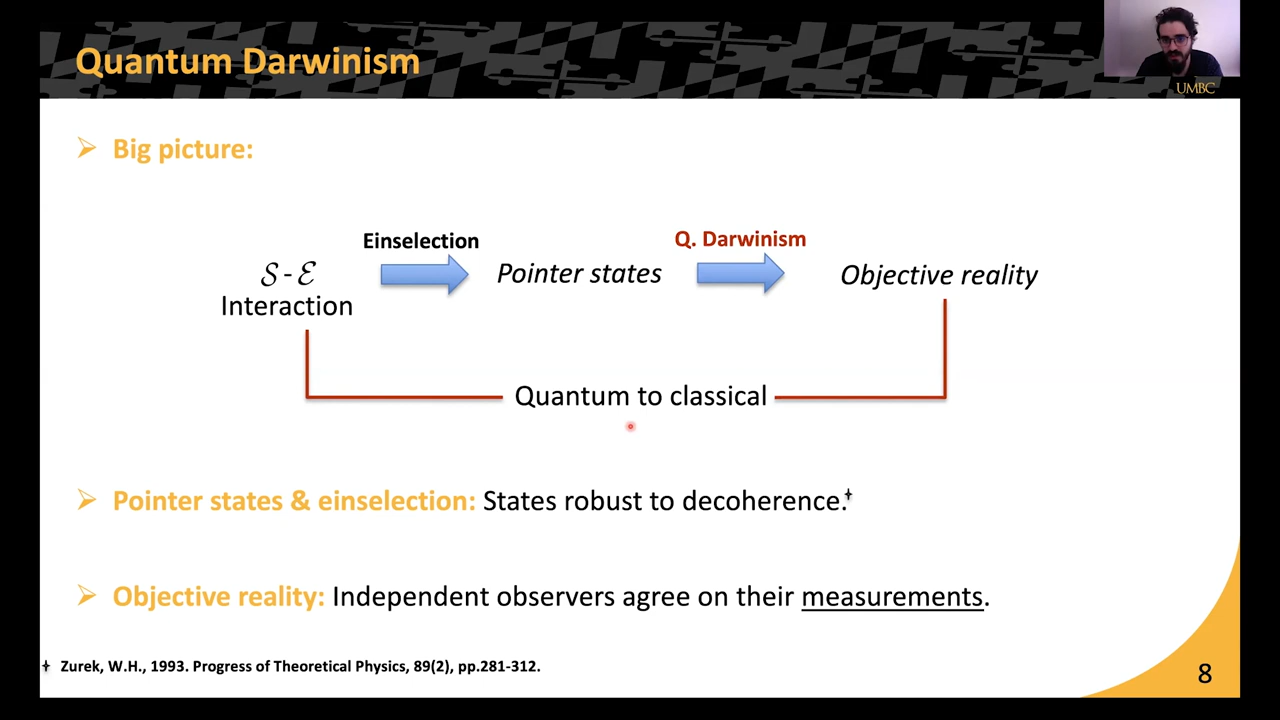 Quantum Darwinism
UMBC
➢ Big picture:
Einselection
Q. Darwinism
𝒮 - ℰ
Interaction
Pointer states
Objective reality
Quantum to classical
➢ Pointer states & einselection: States robust to decoherence.⸸
➢ Objective reality: Independent observers agree on their measurements.
⸸ Zurek, W.H., 1993. Progress of Theoretical Physics, 89(2), pp.281-312.
8